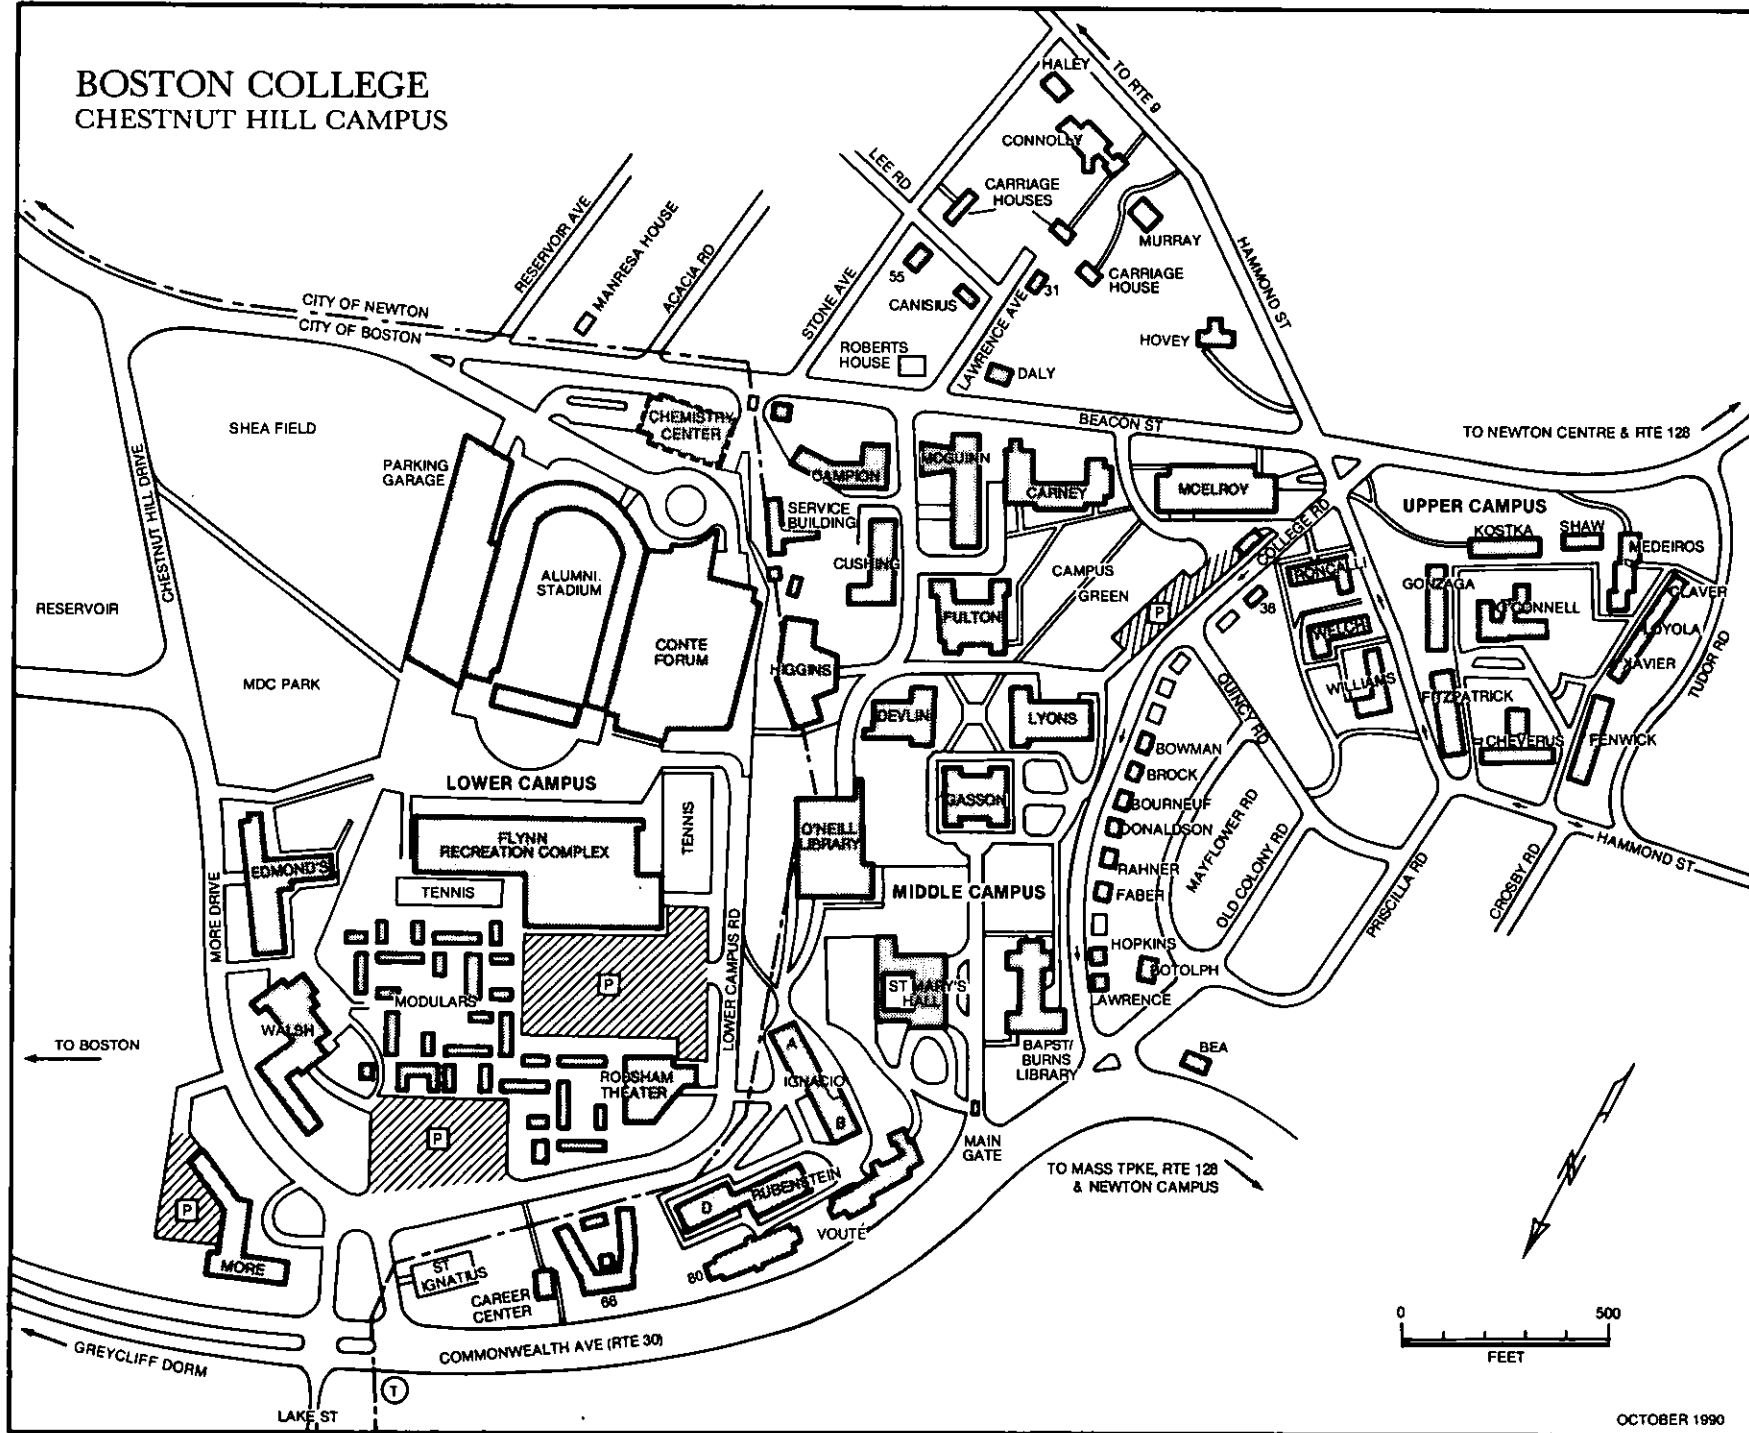 BOSTON COLLEGE
CHESTNUT HILL CAMPUS
HALEY
TO RTE 9
CONNOLLY
LEE RD
CARRIAGE
HOUSES
RESERVOIR AVE
MANRESA HOUSE
ACACIA RD
STONE AVE
MURRAY
HAMMOND ST
55
CANISIUS
31
CARRIAGE
HOUSE
LAWRENCE AVE
CITY OF NEWTON
CITY OF BOSTON
ROBERTS
HOUSE
DALY
HOVEY
BEACON ST
TO NEWTON CENTRE & RTE 128
SHEA FIELD
CHESTNUT HILL DRIVE
PARKING
GARAGE
CHEMISTRY
CENTER
CAMPION
MCGUINN
CARNEY
MCELROY
UPPER CAMPUS
SERVICE
BUILDING
CUSHING
COLLEGE RD
KOSTKA
SHAW
MEDEIROS
RONCALLI
GONZAGA
O'CONNELL
CLAVER
LOYOLA
XAVIER
TUDOR RD
RESERVOIR
ALUMNI.
STADIUM
CONTE
FORUM
CAMPUS
GREEN
P
38
FULTON
HIGGINS
WELCH
WILLIAMS
FITZPATRICK
CHEVERUS
FENWICK
MDC PARK
DEVLIN
LYONS
QUINCY RD
BOWMAN
BROCK
BOURNEUF
DONALDSON
RAHNER
FABER
HOPKINS
BOTOLPH
LAWRENCE
MAYFLOWER RD
OLD COLONY RD
PRISCILLA RD
CROSBY RD
HAMMOND ST
LOWER CAMPUS
GASSON
FLYNN
RECREATION COMPLEX
TENNIS
O'NEILL
LIBRARY
EDMOND'S
TENNIS
MIDDLE CAMPUS
MORE DRIVE
LOWER CAMPUS RD
P
MODULARS
WALSH
ST MARY'S
HALL
BAPST/
BURNS
LIBRARY
BEA
TO BOSTON
ROBSHAM
THEATER
A
IGNACIO
B
P
MAIN
GATE
TO MASS TPKE, RTE 128
& NEWTON CAMPUS
N
P
MORE
D
RUBENSTEIN
VOUTÉ
80
66
ST
IGNATIUS
CAREER
CENTER
COMMONWEALTH AVE (RTE 30)
GREYCLIFF DORM
T
LAKE ST
0 500
FEET
OCTOBER 1990